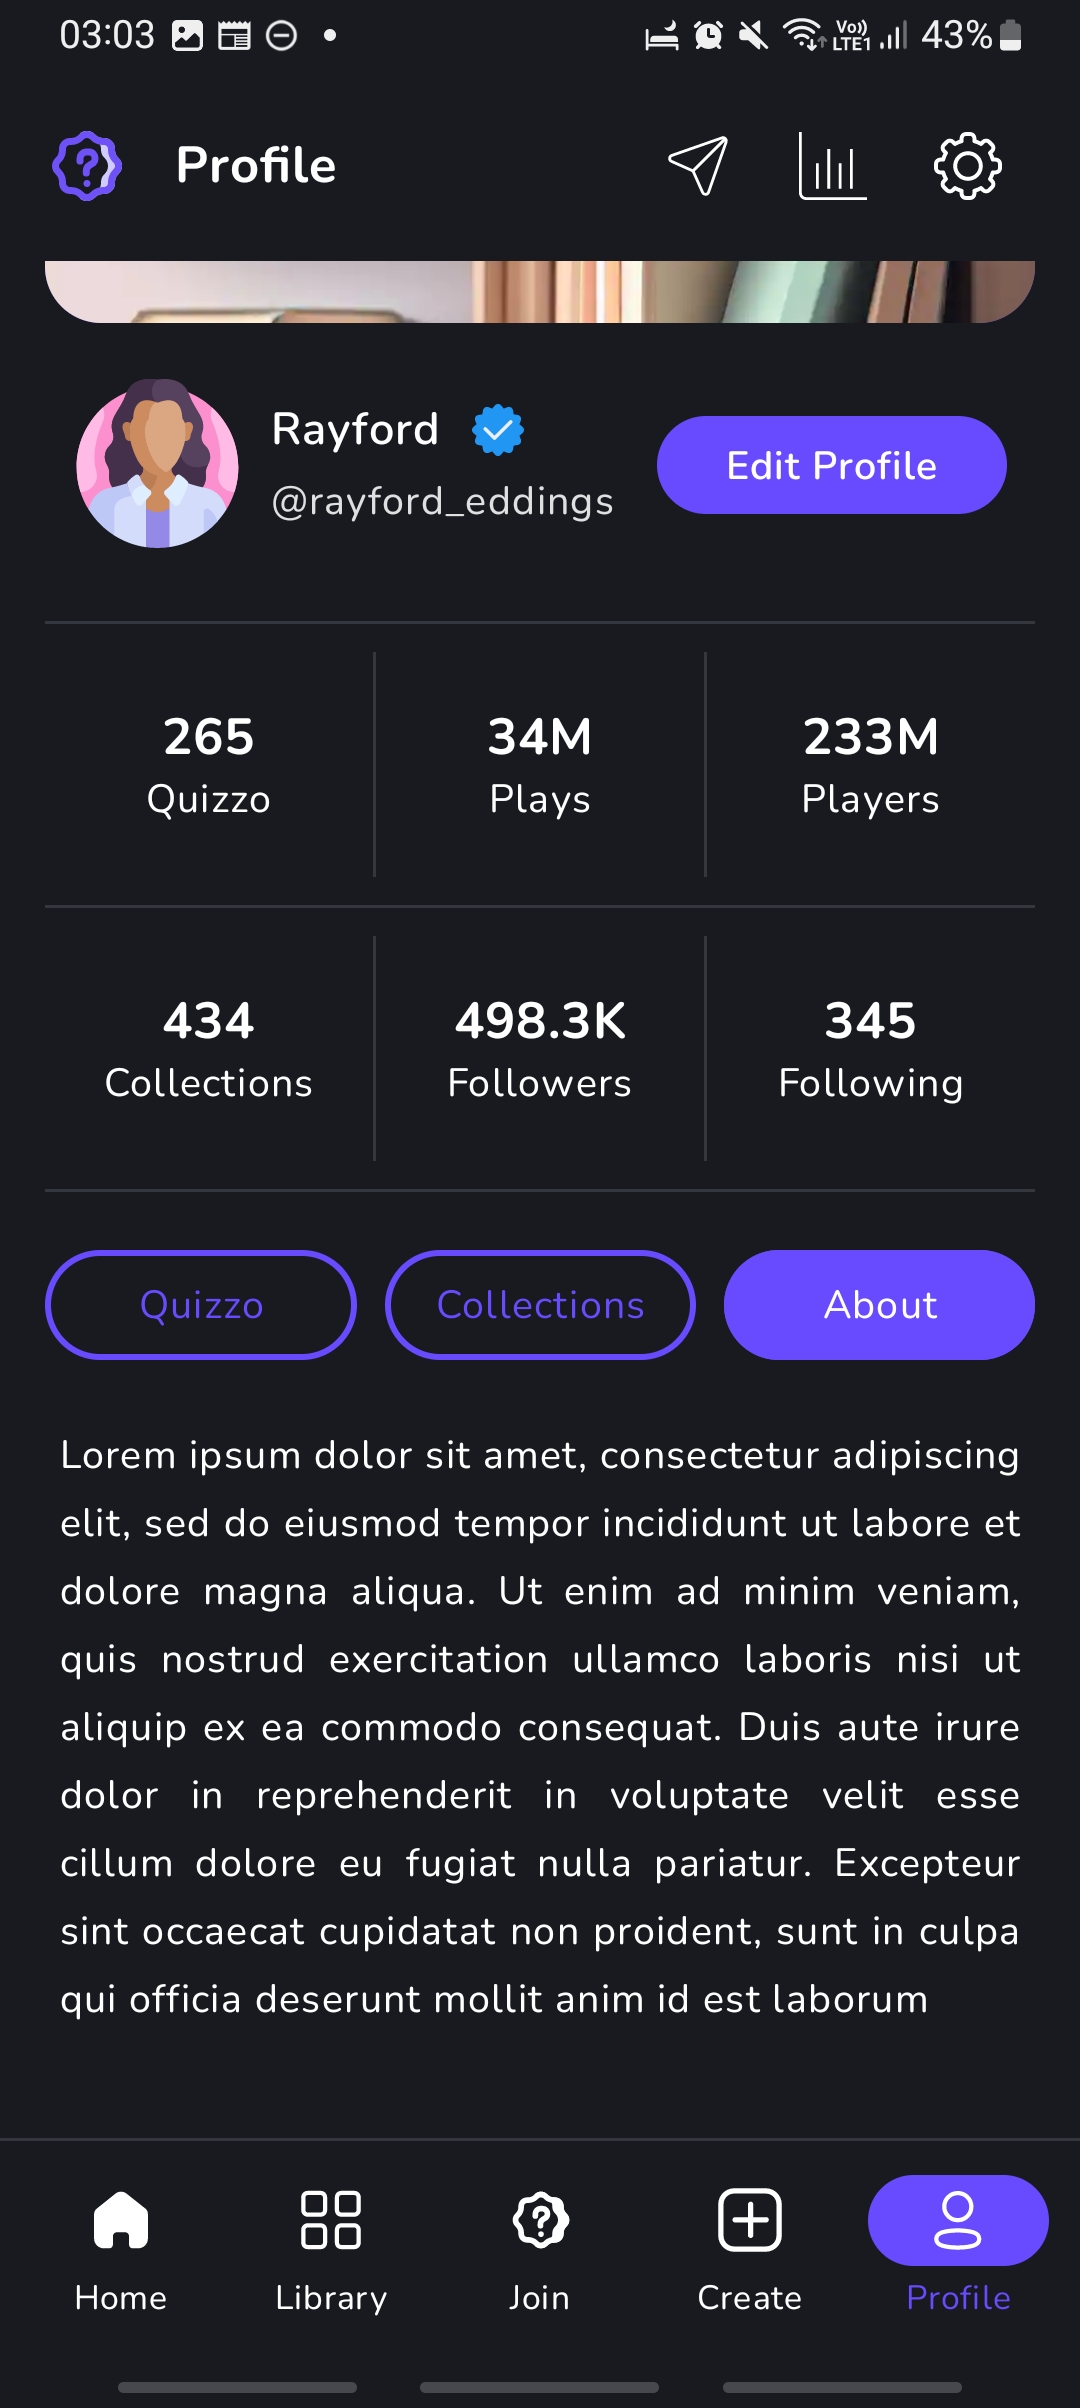 03:03
Vo))
LTE1
43%
Profile
Rayford
@rayford_eddings
Edit Profile
265
Quizzo
34M
Plays
233M
Players
434
Collections
498.3K
Followers
345
Following
Quizzo
Collections
About
Lorem ipsum dolor sit amet, consectetur adipiscing
elit, sed do eiusmod tempor incididunt ut labore et
dolore magna aliqua. Ut enim ad minim veniam,
quis nostrud exercitation ullamco laboris nisi ut
aliquip ex ea commodo consequat. Duis aute irure
dolor in reprehenderit in voluptate velit esse
cillum dolore eu fugiat nulla pariatur. Excepteur
sint occaecat cupidatat non proident, sunt in culpa
qui officia deserunt mollit anim id est laborum
Home
Library
Join
Create
Profile